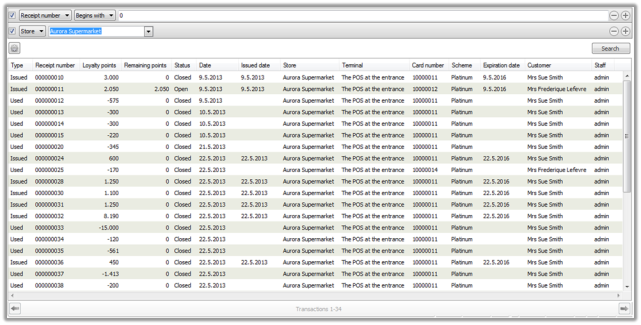 Receipt number Begins with 0
Store Aurora Supermarket
Search
Type Receipt number Loyalty points Remaining points Status Date Issued date Store Terminal Card number Scheme Expiration date Customer Staff
Issued 000000010 3.000 0 Closed 9.5.2013 9.5.2013 Aurora Supermarket The POS at the entrance 10000011 Platinum 9.5.2016 Mrs Sue Smith admin
Issued 000000011 2.050 2.050 Open 9.5.2013 9.5.2013 Aurora Supermarket The POS at the entrance 10000012 Platinum 9.5.2016 Mrs Frederique Lefevre admin
Used 000000012 -575 0 Closed 9.5.2013 Aurora Supermarket The POS at the entrance 10000011 Platinum Mrs Sue Smith admin
Used 000000013 -300 0 Closed 10.5.2013 Aurora Supermarket The POS at the entrance 10000011 Platinum Mrs Sue Smith admin
Used 000000014 -300 0 Closed 10.5.2013 Aurora Supermarket The POS at the entrance 10000011 Platinum Mrs Sue Smith admin
Used 000000015 -220 0 Closed 10.5.2013 Aurora Supermarket The POS at the entrance 10000011 Platinum Mrs Sue Smith admin
Used 000000020 -345 0 Closed 21.5.2013 Aurora Supermarket The POS at the entrance 10000011 Platinum Mrs Sue Smith admin
Issued 000000024 600 0 Closed 22.5.2013 22.5.2013 Aurora Supermarket The POS at the entrance 10000011 Platinum 22.5.2016 Mrs Sue Smith admin
Used 000000025 -170 0 Closed 22.5.2013 Aurora Supermarket The POS at the entrance 10000014 Platinum Mrs Frederique Lefevre admin
Issued 000000028 1.250 0 Closed 22.5.2013 22.5.2013 Aurora Supermarket The POS at the entrance 10000011 Platinum 22.5.2016 Mrs Sue Smith admin
Issued 000000030 1.100 0 Closed 22.5.2013 22.5.2013 Aurora Supermarket The POS at the entrance 10000011 Platinum 22.5.2016 Mrs Sue Smith admin
Issued 000000031 1.250 0 Closed 22.5.2013 22.5.2013 Aurora Supermarket The POS at the entrance 10000011 Platinum 22.5.2016 Mrs Sue Smith admin
Issued 000000032 8.190 0 Closed 22.5.2013 22.5.2013 Aurora Supermarket The POS at the entrance 10000011 Platinum 22.5.2016 Mrs Sue Smith admin
Used 000000033 -15.000 0 Closed 22.5.2013 Aurora Supermarket The POS at the entrance 10000011 Platinum Mrs Sue Smith admin
Used 000000034 -120 0 Closed 22.5.2013 Aurora Supermarket The POS at the entrance 10000011 Platinum Mrs Sue Smith admin
Used 000000035 -561 0 Closed 22.5.2013 Aurora Supermarket The POS at the entrance 10000011 Platinum Mrs Sue Smith admin
Issued 000000036 450 0 Closed 22.5.2013 22.5.2013 Aurora Supermarket The POS at the entrance 10000011 Platinum 22.5.2016 Mrs Sue Smith admin
Used 000000037 -1.413 0 Closed 22.5.2013 Aurora Supermarket The POS at the entrance 10000011 Platinum Mrs Sue Smith admin
Used 000000038 -200 0 Closed 22.5.2013 Aurora Supermarket The POS at the entrance 10000011 Platinum Mrs Sue Smith admin
Transactions 1-34